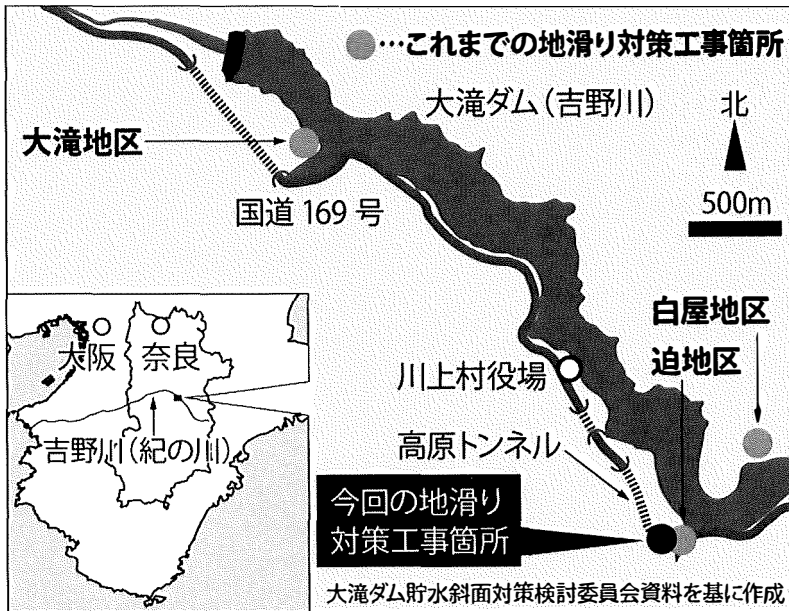 ●…これまでの地滑り対策工事箇所
大滝ダム(吉野川)
北
500m
大滝地区
国道169号
白屋地区
迫地区
川上村役場
高原トンネル
今回の地滑り
対策工事箇所
大阪
奈良
吉野川(紀の川)
大滝ダム貯水斜面対策検討委員会資料を基に作成